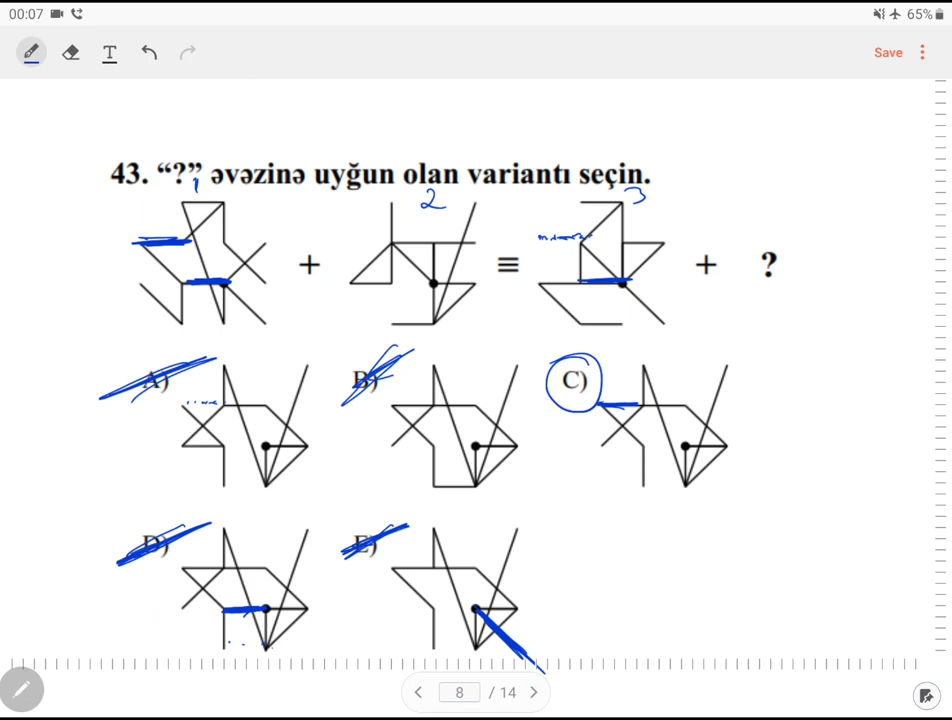 00:07
65%
T
Save
43. “?” əvəzinə uyğun olan variantı seçin.
1 2 3
+ ≡ + ?
A) B) C)
D) E)
8 / 14